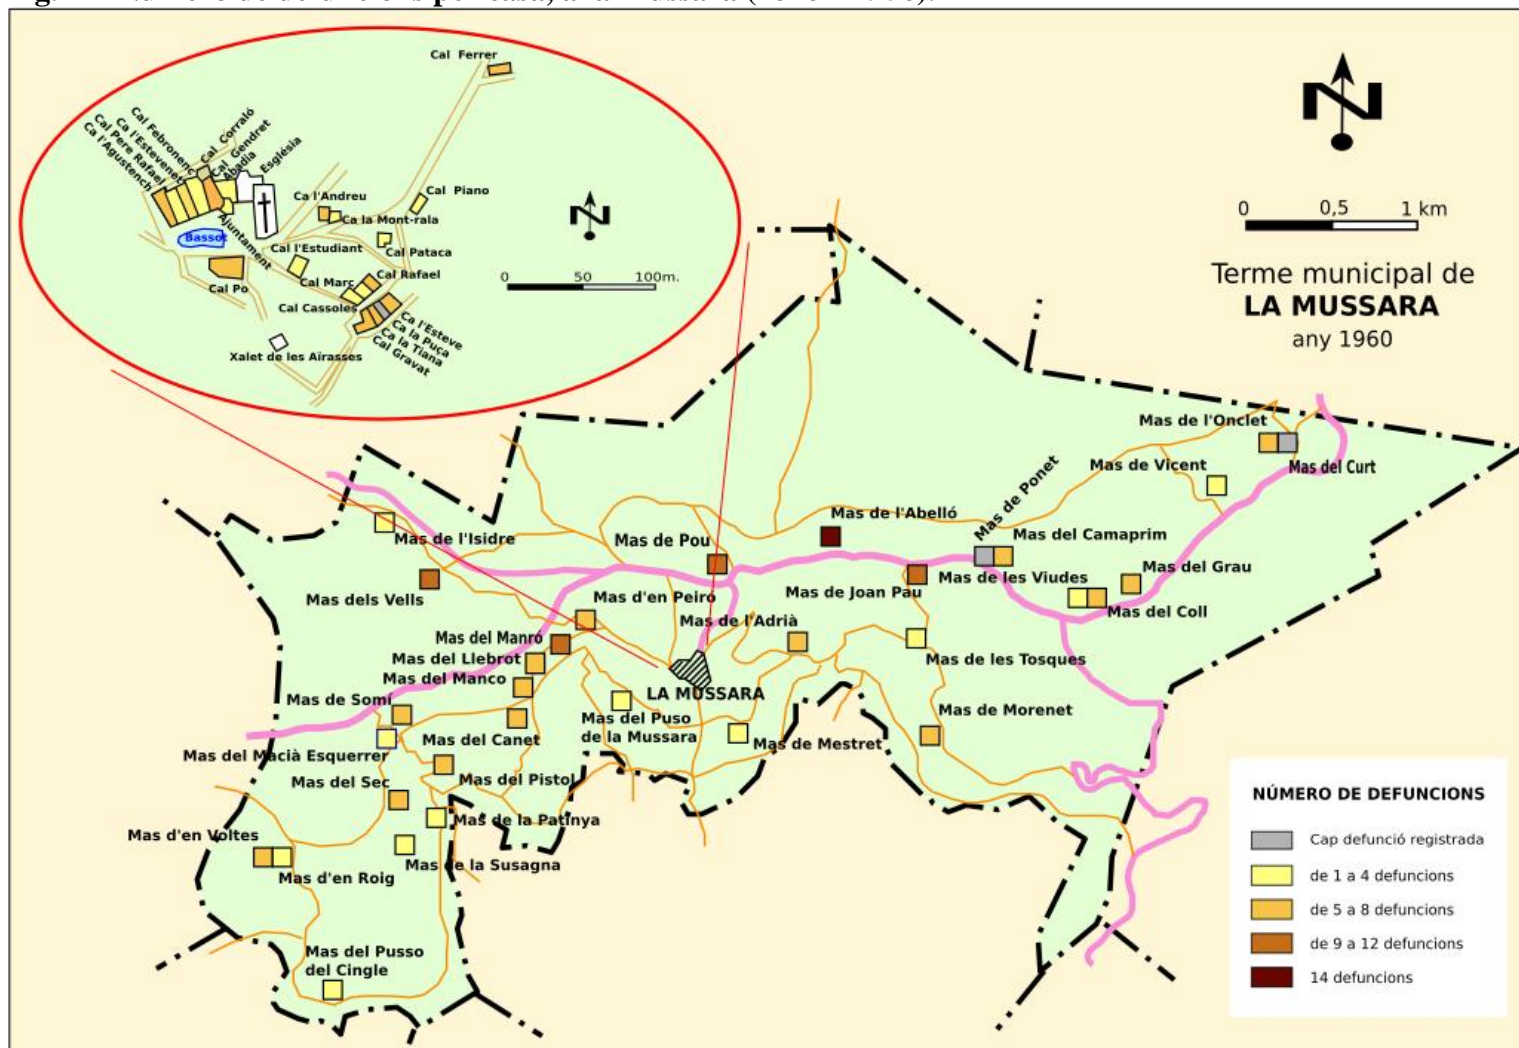 Cal Ferrer
Cal Corraló
Cal Febronenc
Cal Gendret
Ca l'Estevenet
Abadia
Església
Cal Pere Rafael
Ca l'Agustench
Ca l'Andreu
Cal Piano
Ca la Mont-rala
Ajuntament
Bassot
Cal l'Estudiant
Cal Pataca
Cal Po
Cal Marc
Cal Rafael
Cal Cassoles
Ca l'Esteve
Ca la Puça
Ca la Tiana
Cal Gravat
Xalet de les Aïrasses
0 50 100m.
0 0,5 1 km
Terme municipal de
LA MUSSARA
any 1960
Mas de l'Onclet
Mas del Curt
Mas de Vicent
Mas de Ponet
Mas de l'Abelló
Mas del Camaprim
Mas de l'Isidre
Mas de Pou
Mas del Grau
Mas de les Viudes
Mas de Joan Pau
Mas del Coll
Mas dels Vells
Mas d'en Peiró
Mas de l'Adrià
Mas del Manró
Mas del Llebrot
Mas de les Tosques
Mas del Manco
LA MUSSARA
Mas de Somí
Mas de Morenet
Mas del Puso
de la Mussara
Mas del Canet
Mas de Mestret
Mas del Macià Esquerrer
Mas del Sec
Mas del Pistol
Mas de la Patinya
Mas d'en Voltes
Mas de la Susagna
Mas d'en Roig
Mas del Pusso
del Cingle
NÚMERO DE DEFUNCIONS
Cap defunció registrada
de 1 a 4 defuncions
de 5 a 8 defuncions
de 9 a 12 defuncions
14 defuncions